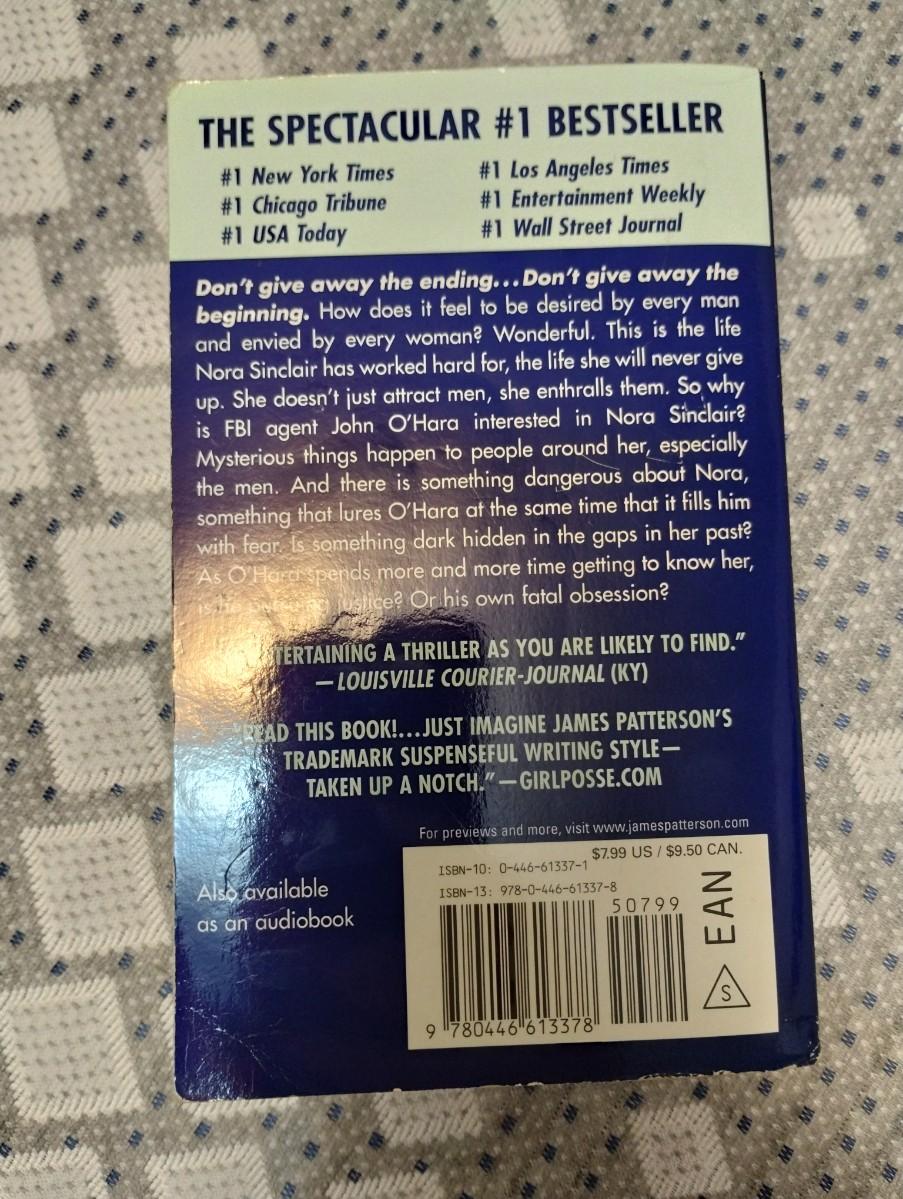 THE SPECTACULAR #1 BESTSELLER
#1 New York Times
#1 Chicago Tribune
#1 USA Today
#1 Los Angeles Times
#1 Entertainment Weekly
#1 Wall Street Journal
Don't give away the ending...Don't give away the
beginning. How does it feel to be desired by every man
and envied by every woman? Wonderful. This is the life
Nora Sinclair has worked hard for, the life she will never give
up. She doesn't just attract men, she enthralls them. So why
is FBI agent John O'Hara interested in Nora Sinclair?
Mysterious things happen to people around her, especially
the men. And there is something dangerous about Nora,
something that lures O'Hara at the same time that it fills him
with fear. Is something dark hidden in the gaps in her past?
As O'Hara spends more and more time getting to know her,
is he pursuing justice? Or his own fatal obsession?
A THRILLER AS YOU ARE LIKELY TO FIND."
—LOUISVILLE COURIER-JOURNAL (KY)
"READ THIS BOOK!...JUST IMAGINE JAMES PATTERSON'S
TRADEMARK SUSPENSEFUL WRITING STYLE—
TAKEN UP A NOTCH."—GIRLPOSSE.COM
For previews and more, visit www.jamespatterson.com
$7.99 US / $9.50 CAN.
ISBN-10: 0-446-61337-1
ISBN-13: 978-0-446-61337-8
50799
EAN
S
9 780446 613378
Also available
as an audiobook